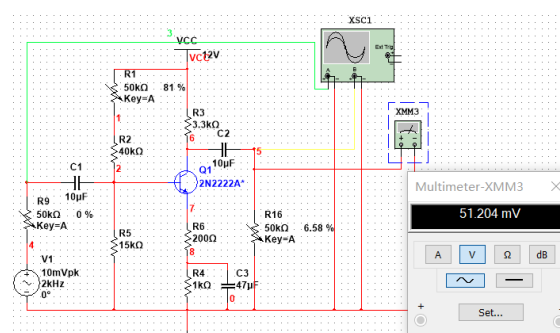 XSC1
3
VCC
VCC
12V
Ext Trig
A
B
R1
50kΩ
Key=A
81 %
R3
3.3kΩ
XMM3
1
6
C2
5
10µF
R2
40kΩ
C1
2
Q1
2N2222A*
10µF
Multimeter-XMM3
51.204 mV
R9
50kΩ
Key=A
0 %
7
R5
15kΩ
R6
200Ω
R16
50kΩ
Key=A
6.58 %
A
V
Ω
dB
4
V1
10mVpk
2kHz
0°
8
R4
1kΩ
C3
47µF
0
Set...
+
-